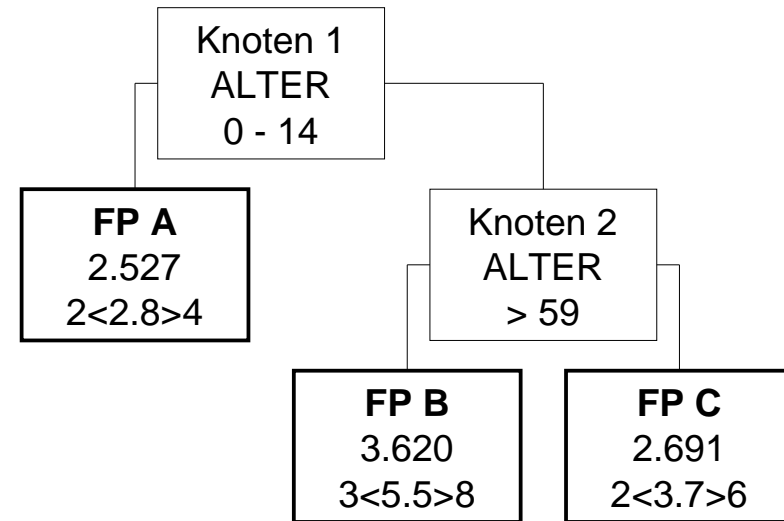 Knoten 1
ALTER
0 - 14
FP A
2.527
2<2.8>4
Knoten 2
ALTER
> 59
FP B
3.620
3<5.5>8
FP C
2.691
2<3.7>6